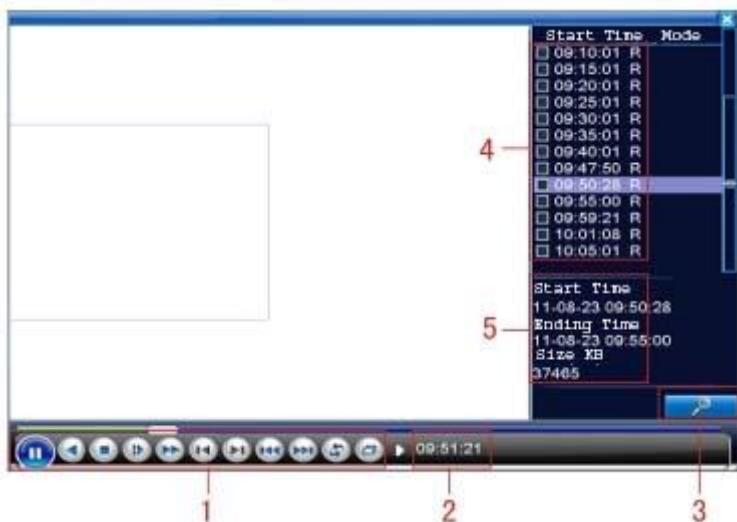 Start Time Mode
09:10:01 R
09:15:01 R
09:20:01 R
09:25:01 R
09:30:01 R
09:35:01 R
09:40:01 R
09:47:50 R
09:50:28 R
09:55:00 R
09:59:21 R
10:01:08 R
10:05:01 R
4
Start Time
11-08-23 09:50:28
Ending Time
11-08-23 09:55:00
Size KB
37465
5
09:51:21
1
2
3